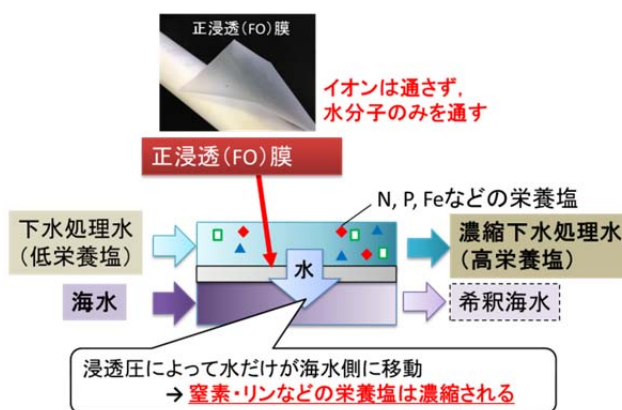 正浸透(FO)膜
イオンは通さず,
水分子のみを通す
正浸透(FO)膜
N, P, Feなどの栄養塩
下水処理水
(低栄養塩)
水
濃縮下水処理水
(高栄養塩)
海水
希釈海水
浸透圧によって水だけが海水側に移動
→ 窒素・リンなどの栄養塩は濃縮される